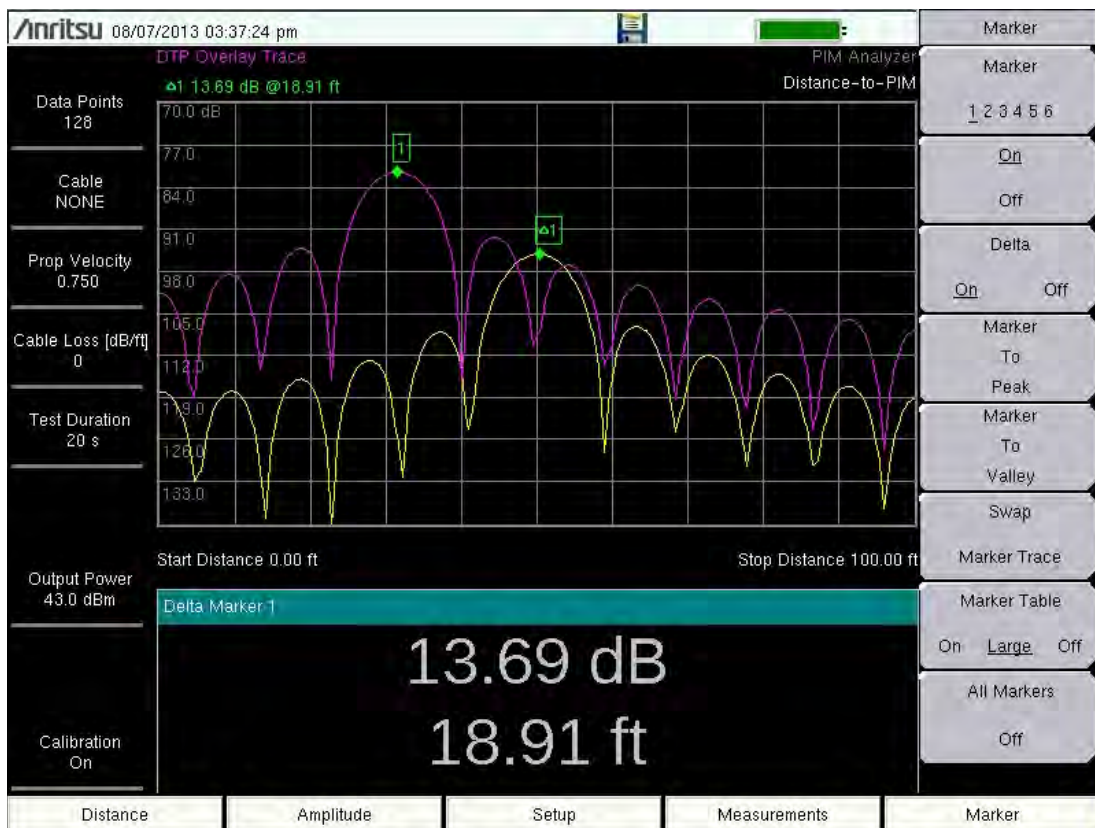 Anritsu 08/07/2013 03:37:24 pm
DTP Overlay Trace
PIM Analyzer
Δ1 13.69 dB @18.91 ft
Distance-to-PIM
Data Points
128
Cable
NONE
Prop Velocity
0.750
Cable Loss [dB/ft]
0
Test Duration
20 s
Output Power
43.0 dBm
Calibration
On
70.0 dB
77.0
84.0
91.0
98.0
105.0
112.0
119.0
126.0
133.0
1
Δ1
Start Distance 0.00 ft
Stop Distance 100.00 ft
Delta Marker 1
13.69 dB
18.91 ft
Marker
Marker
1 2 3 4 5 6
On
Off
Delta
On Off
Marker
To
Peak
Marker
To
Valley
Swap
Marker Trace
Marker Table
On Large Off
All Markers
Off
Distance
Amplitude
Setup
Measurements
Marker